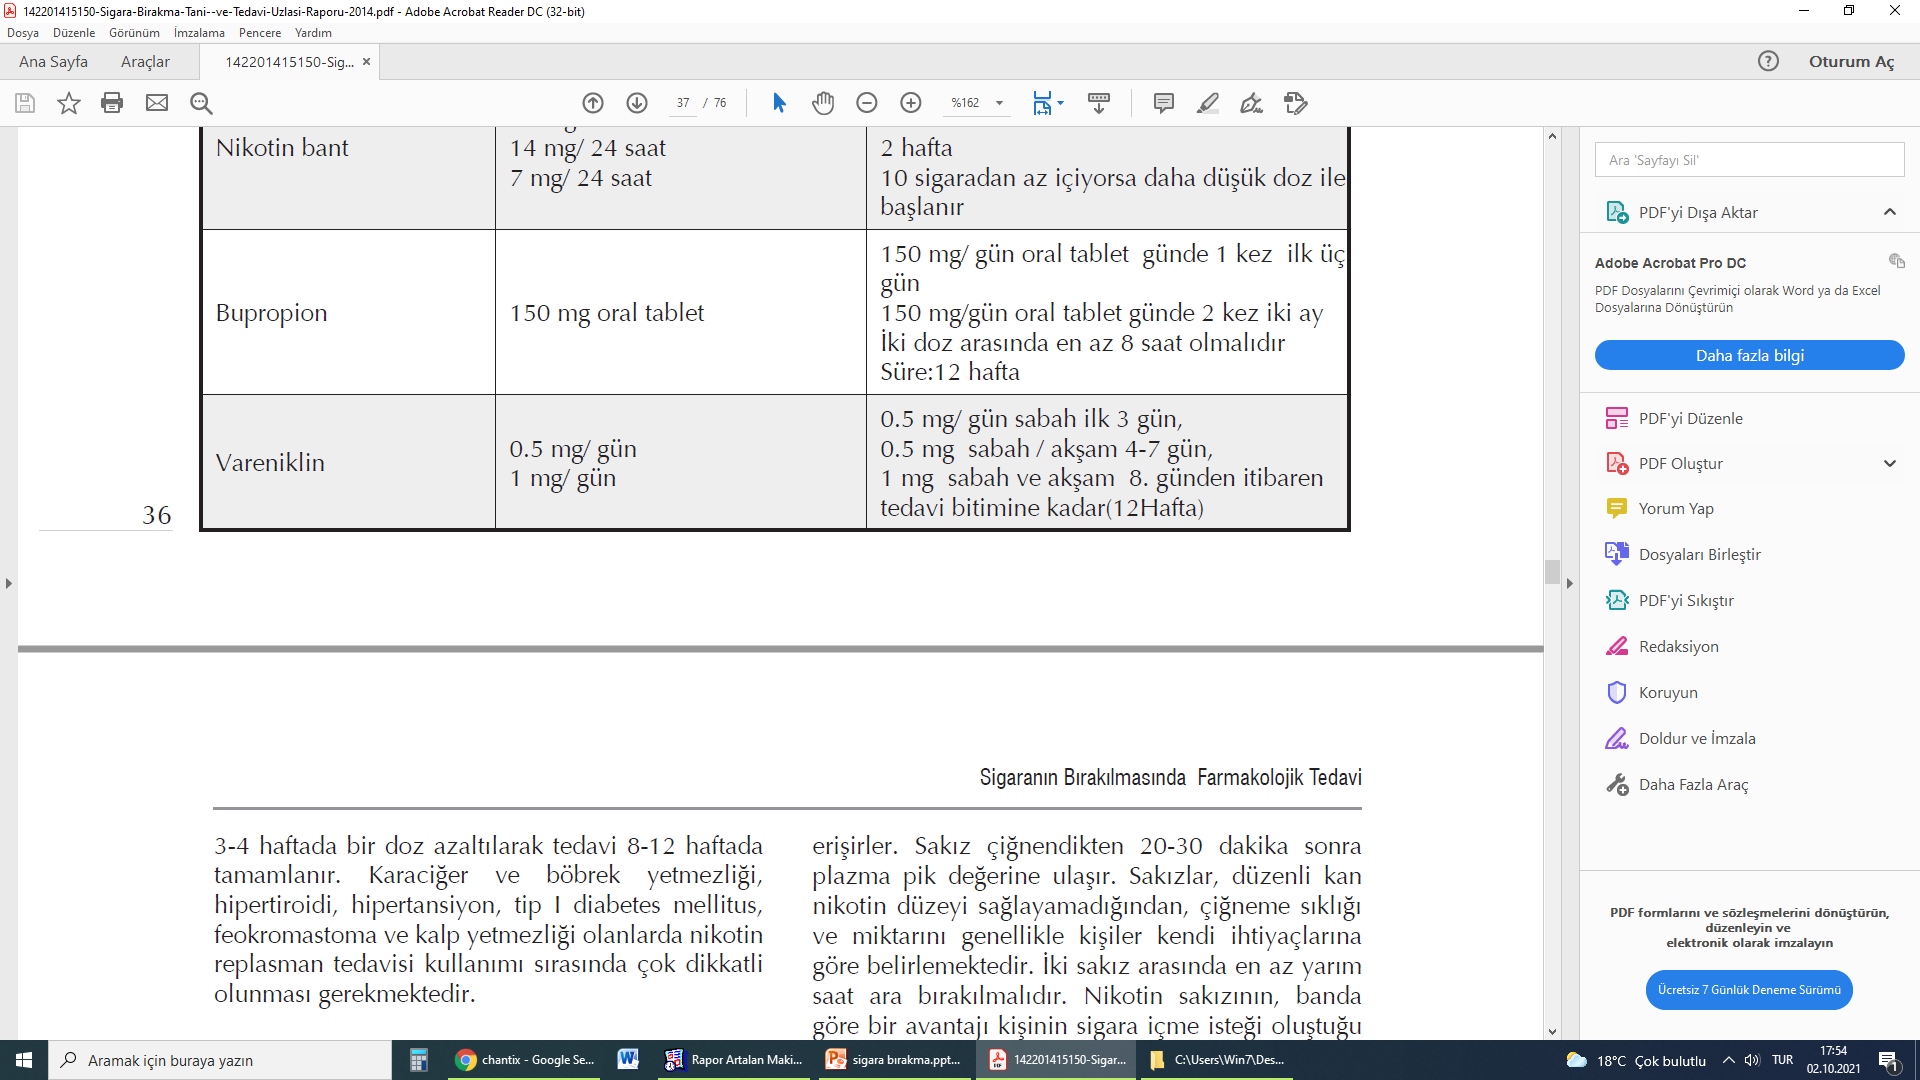 142201415150-Sigara-Birakma-Tani--ve-Tedavi-Uzlasi-Raporu-2014.pdf - Adobe Acrobat Reader DC (32-bit)
Dosya Düzenle Görünüm İmzalama Pencere Yardım
Ana Sayfa Araçlar 142201415150-Sig... × Oturum Aç
37 / 76 %162
Nikotin bant
14 mg/ 24 saat
7 mg/ 24 saat
2 hafta
10 sigaradan az içiyorsa daha düşük doz ile
başlanır
Bupropion
150 mg oral tablet
150 mg/ gün oral tablet günde 1 kez ilk üç
gün
150 mg/gün oral tablet günde 2 kez iki ay
İki doz arasında en az 8 saat olmalıdır
Süre:12 hafta
Vareniklin
0.5 mg/ gün
1 mg/ gün
0.5 mg/ gün sabah ilk 3 gün,
0.5 mg sabah / akşam 4-7 gün,
1 mg sabah ve akşam 8. günden itibaren
tedavi bitimine kadar(12Hafta)
36
Sigaranın Bırakılmasında Farmakolojik Tedavi
3-4 haftada bir doz azaltılarak tedavi 8-12 haftada
tamamlanır. Karaciğer ve böbrek yetmezliği,
hipertiroidi, hipertansiyon, tip I diabetes mellitus,
feokromastoma ve kalp yetmezliği olanlarda nikotin
replasman tedavisi kullanımı sırasında çok dikkatli
olunması gerekmektedir.
erişirler. Sakız çiğnendikten 20-30 dakika sonra
plazma pik değerine ulaşır. Sakızlar, düzenli kan
nikotin düzeyi sağlayamadığından, çiğneme sıklığı
ve miktarını genellikle kişiler kendi ihtiyaçlarına
göre belirlemektedir. İki sakız arasında en az yarım
saat ara bırakılmalıdır. Nikotin sakızının, banda
göre bir avantajı kişinin sigara içme isteği oluştuğu
Ara 'Sayfayı Sil'
PDF'yi Dışa Aktar
Adobe Acrobat Pro DC
PDF Dosyalarını Çevrimiçi olarak Word ya da Excel
Dosyalarına Dönüştürün
Daha fazla bilgi
PDF'yi Düzenle
PDF Oluştur
Yorum Yap
Dosyaları Birleştir
PDF'yi Sıkıştır
Redaksiyon
Koruyun
Doldur ve İmzala
Daha Fazla Araç
PDF formlarını ve sözleşmelerini dönüştürün,
düzenleyin ve
elektronik olarak imzalayın
Ücretsiz 7 Günlük Deneme Sürümü
Aramak için buraya yazın
chantix - Google Se...
Rapor Artalan Maki...
sigara bırakma.ppt...
142201415150-Sigar...
C:\Users\Win7\Des...
18°C Çok bulutlu
TUR
17:54
02.10.2021
1